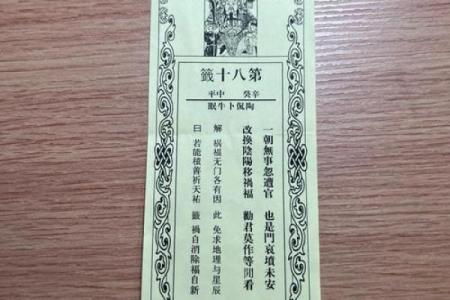 第八十籤
辛癸 中平
陶侃卜牛眠
一朝無事忽遭官 也是門哀墳未安
改換陰陽移禍福 勸君莫作等閒看
解 祸福无门各有因 此 免求地理与星辰
曰 若能植善祈天祐 籤 禍自消除福自新